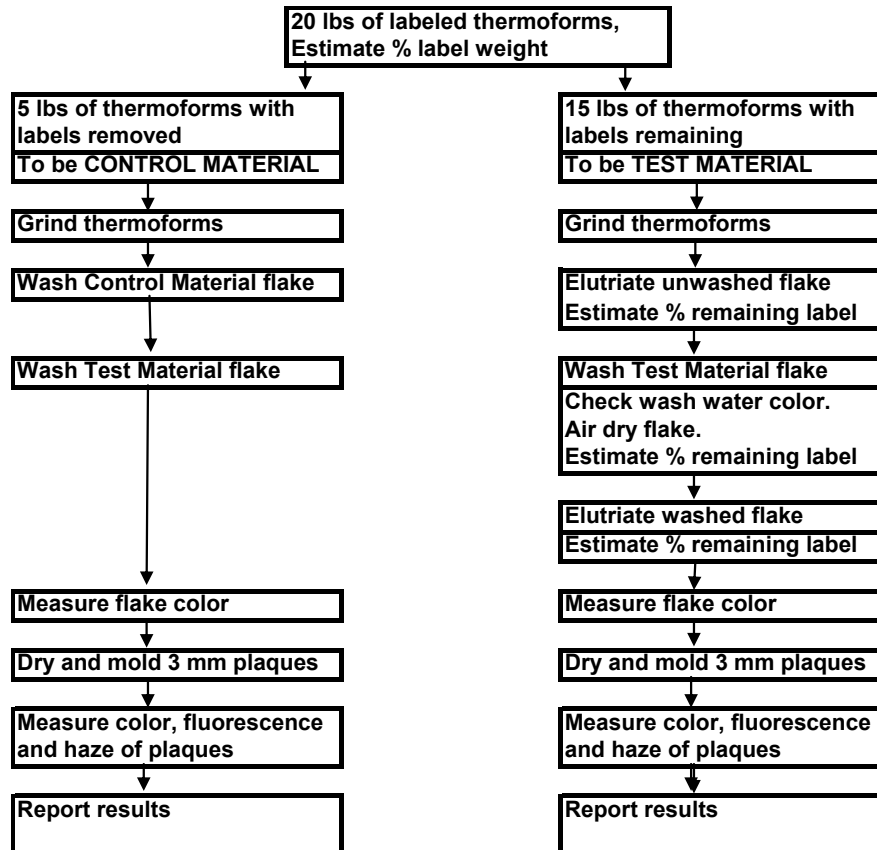 20 lbs of labeled thermoforms,
Estimate % label weight
5 lbs of thermoforms with
labels removed
To be CONTROL MATERIAL
Grind thermoforms
Wash Control Material flake
Wash Test Material flake
Measure flake color
Dry and mold 3 mm plaques
Measure color, fluorescence
and haze of plaques
Report results
15 lbs of thermoforms with
labels remaining
To be TEST MATERIAL
Grind thermoforms
Elutriate unwashed flake
Estimate % remaining label
Wash Test Material flake
Check wash water color.
Air dry flake.
Estimate % remaining label
Elutriate washed flake
Estimate % remaining label
Measure flake color
Dry and mold 3 mm plaques
Measure color, fluorescence
and haze of plaques
Report results